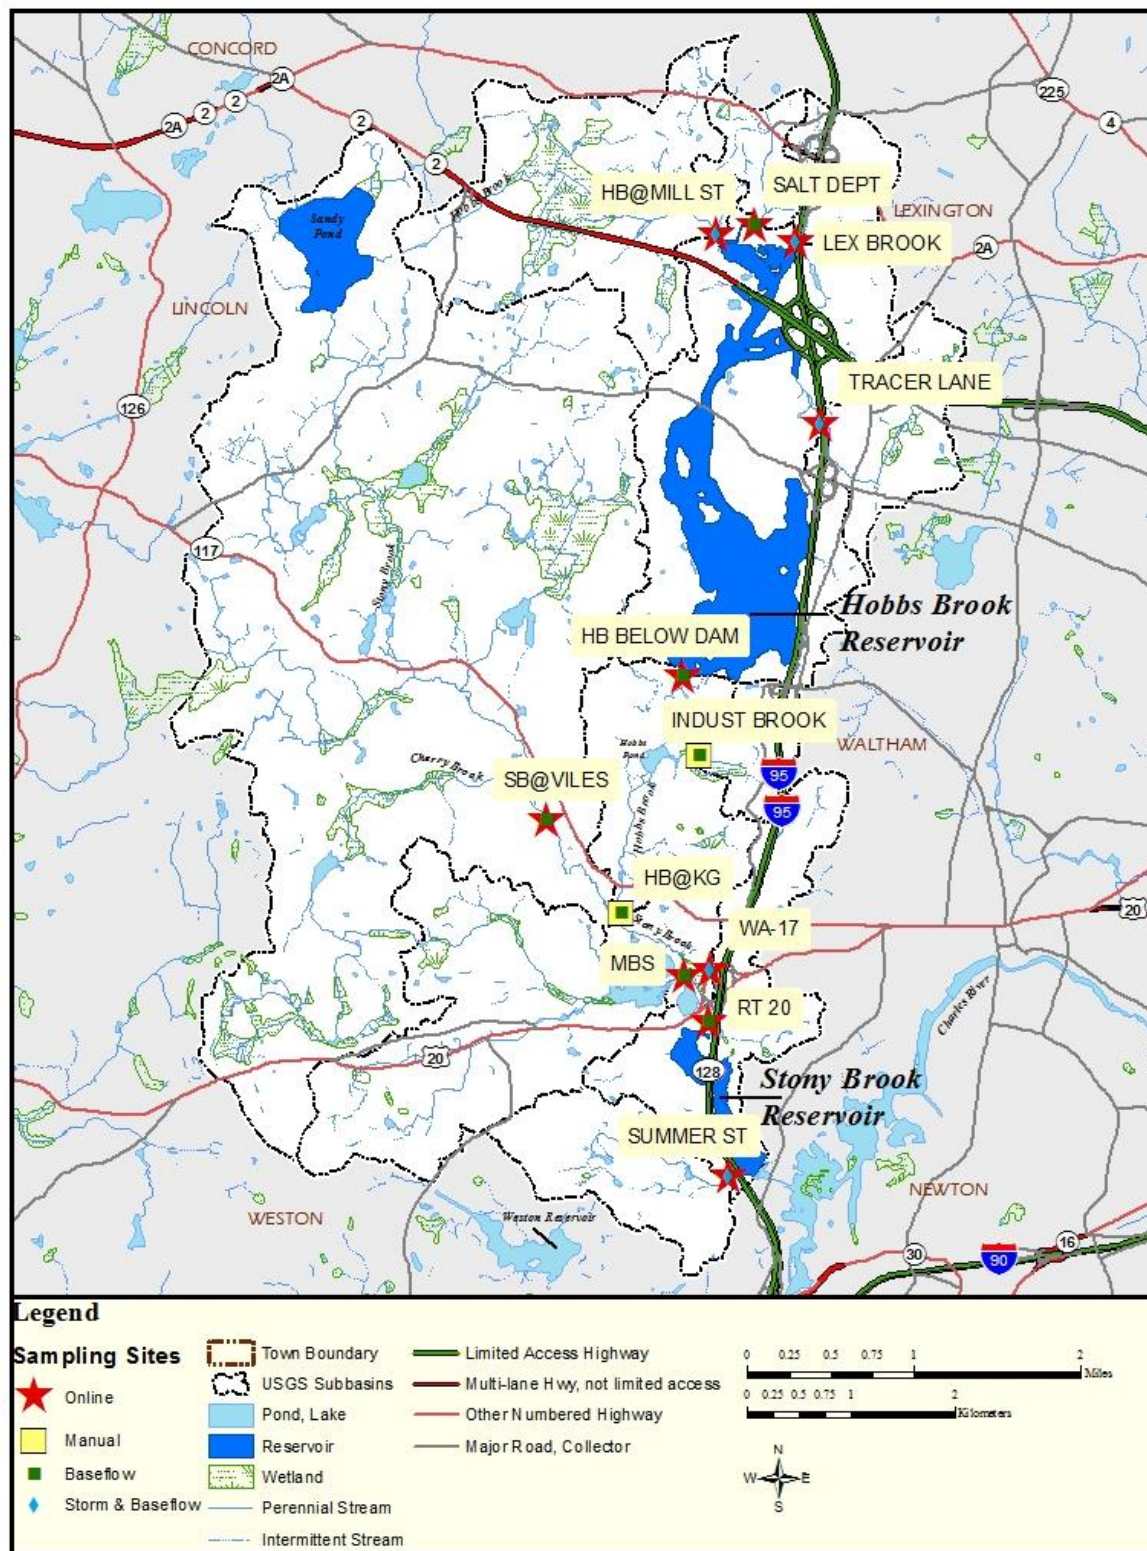 CONCORD
2A
2
2
2A
2
2
225
4
SALT DEPT
HB@MILL ST
LEXINGTON
Hobbs Brook
Sandy
Pond
LEX BROOK
2A
LINCOLN
TRACER LANE
126
117
Stony Brook
Hobbs Brook
Reservoir
HB BELOW DAM
INDUST BROOK
WALTHAM
Hobbs
Pond
Cherry Brook
SB@VILES
95
95
Hobbs Brook
HB@KG
20
Stony Brook
WA-17
MBS
RT 20
Charles River
20
128
Stony Brook
Reservoir
SUMMER ST
NEWTON
WESTON
Weston Reservoir
30
90
16
Legend
Sampling Sites
Online
Manual
Baseflow
Storm & Baseflow
Town Boundary
USGS Subbasins
Pond, Lake
Reservoir
Wetland
Perennial Stream
Intermittent Stream
Limited Access Highway
Multi-lane Hwy, not limited access
Other Numbered Highway
Major Road, Collector
0 0.25 0.5 0.75 1 2
Miles
0 0.25 0.5 0.75 1 2
Kilometers
N
W E
S